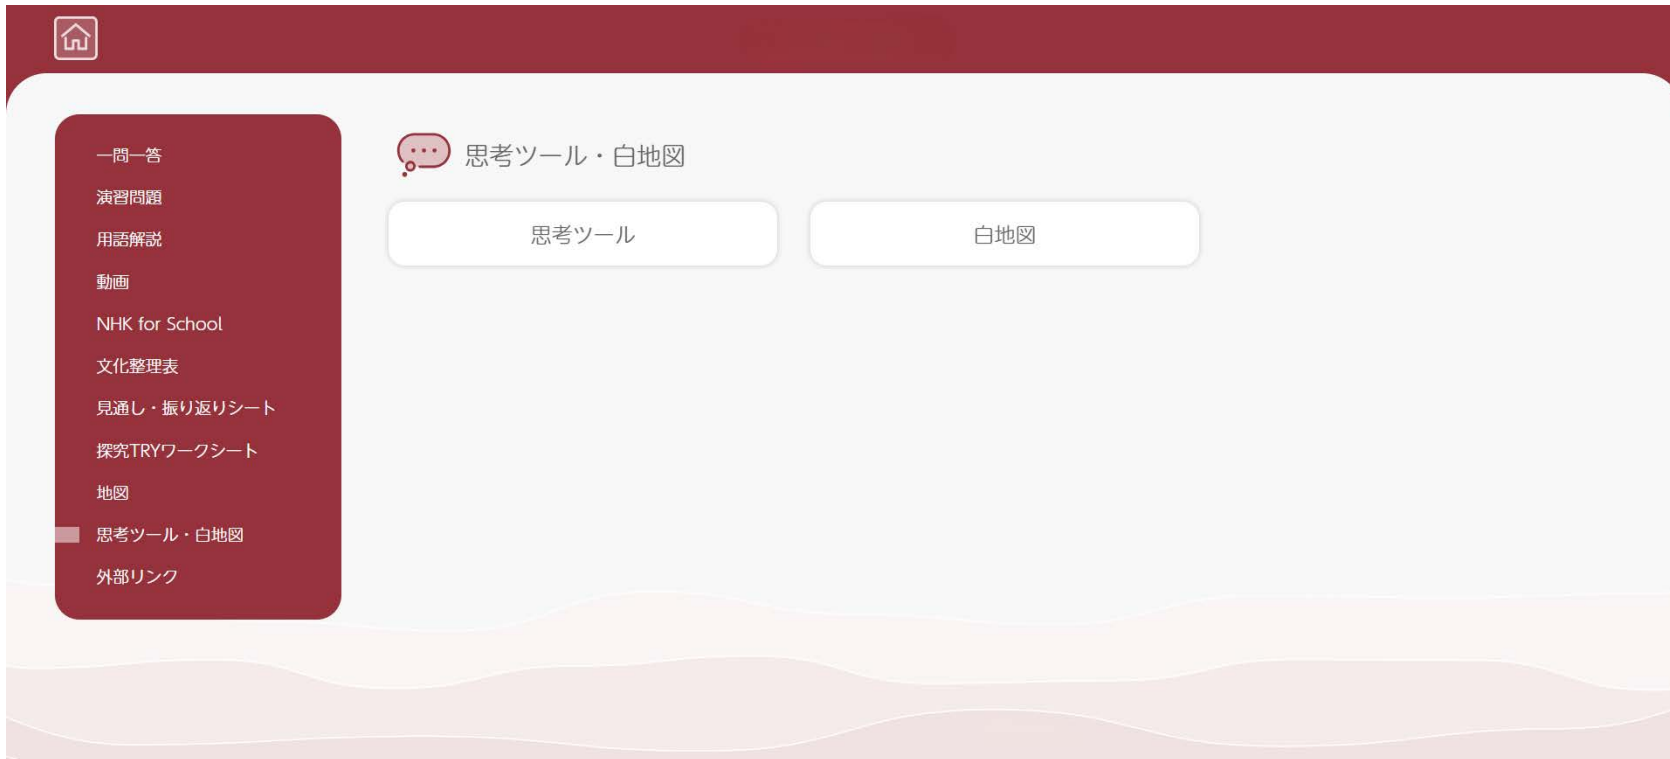 一問一答
演習問題
用語解説
動画
NHK for School
文化整理表
見通し・振り返りシート
探究TRYワークシート
地図
思考ツール・白地図
外部リンク
思考ツール・白地図
思考ツール
白地図